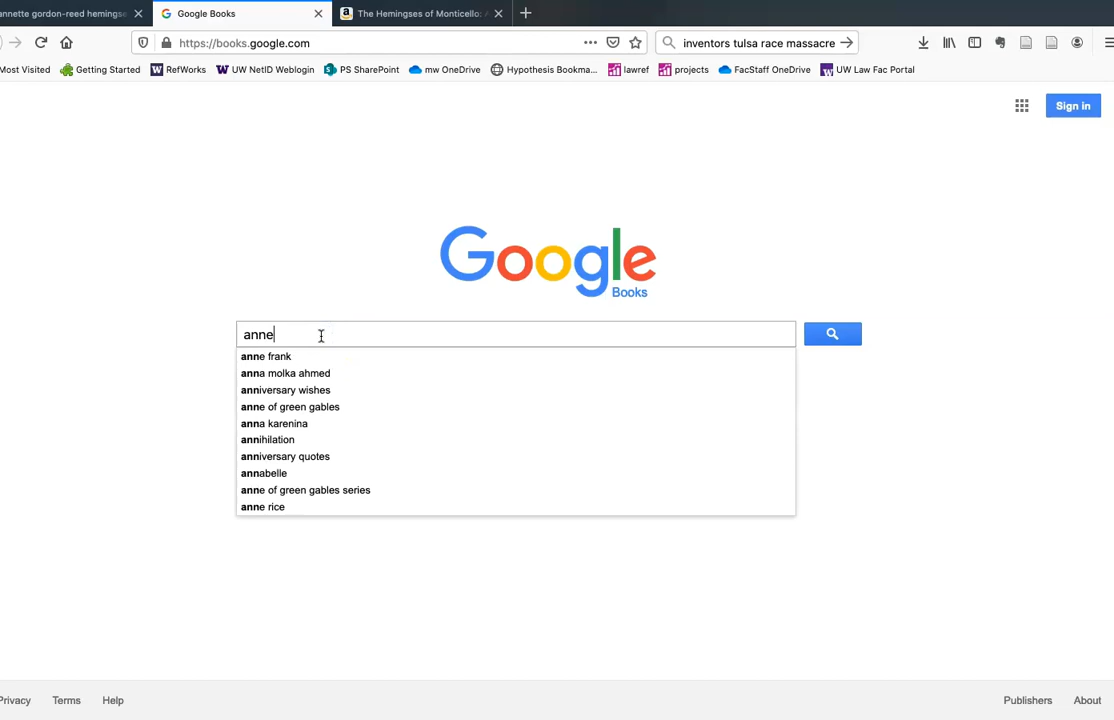 annette gordon-reed hemingse
Google Books
The Hemingses of Monticello: A
https://books.google.com
inventors tulsa race massacre
Most Visited
Getting Started
RefWorks
UW NetID Weblogin
PS SharePoint
mw OneDrive
Hypothesis Bookma...
lawref
projects
FacStaff OneDrive
UW Law Fac Portal
Sign in
Google
Books
anne
anne frank
anna molka ahmed
anniversary wishes
anne of green gables
anna karenina
annihilation
anniversary quotes
annabelle
anne of green gables series
anne rice
Privacy
Terms
Help
Publishers
About